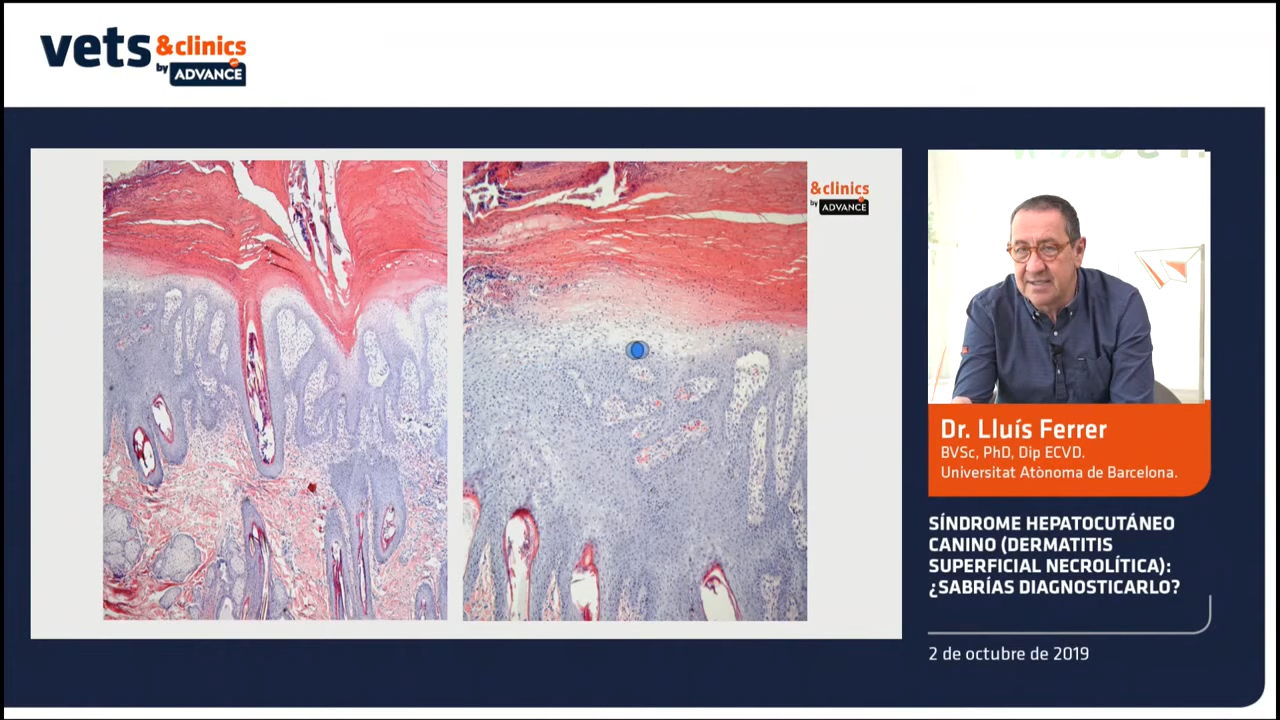 vets &clinics
by ADVANCE
&clinics
by ADVANCE
Dr. Lluís Ferrer
BVSc, PhD, Dip ECVD.
Universitat Atònoma de Barcelona.
SÍNDROME HEPATOCUTÁNEO
CANINO (DERMATITIS
SUPERFICIAL NECROLÍTICA):
¿SABRÍAS DIAGNOSTICARLO?
2 de octubre de 2019